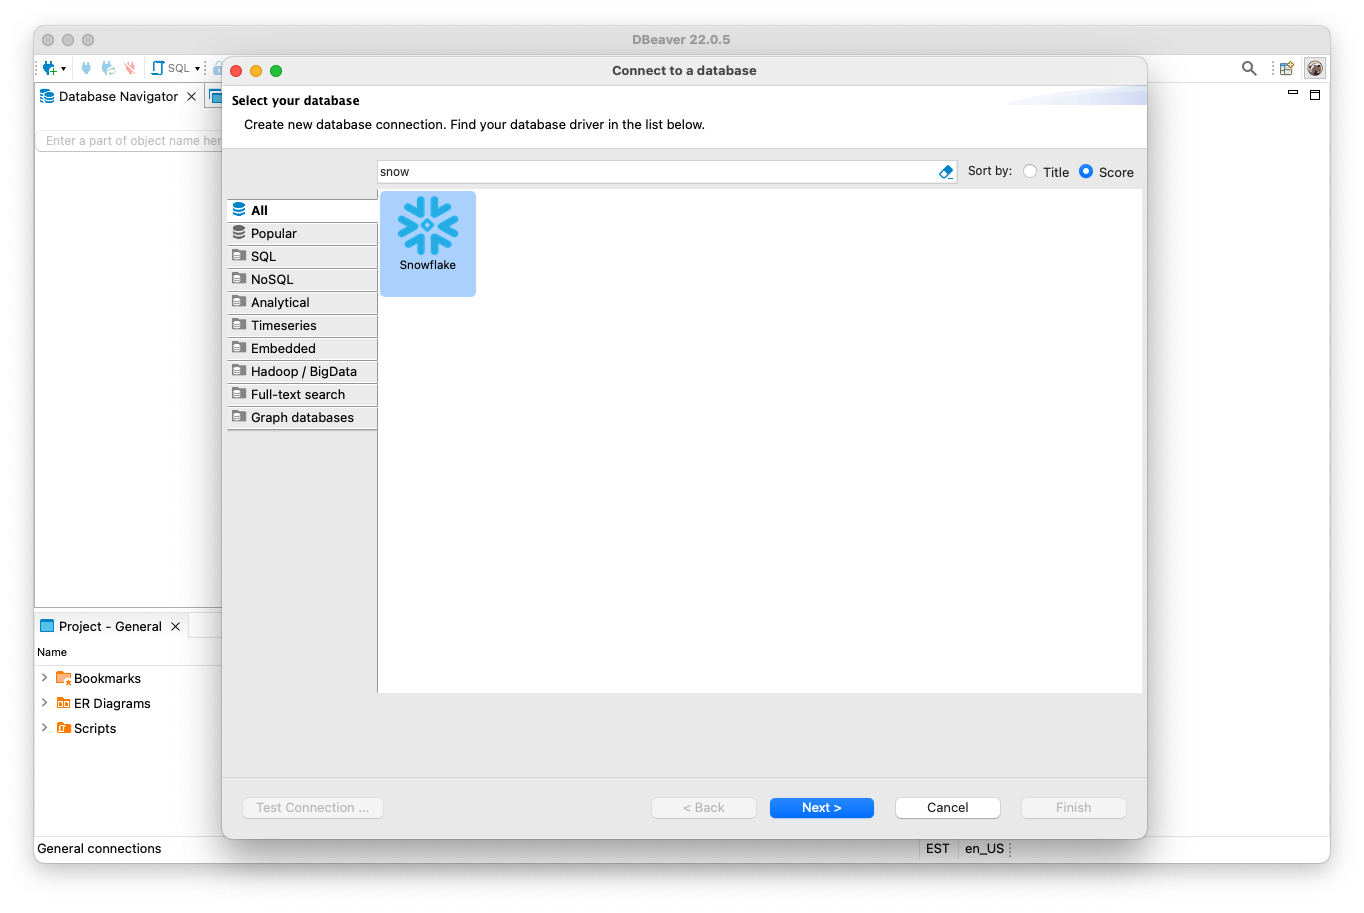 DBeaver 22.0.5
SQL
Database Navigator
Enter a part of object name her
Connect to a database
Select your database
Create new database connection. Find your database driver in the list below.
snow
Sort by:
Title
Score
All
Popular
SQL
NoSQL
Analytical
Timeseries
Embedded
Hadoop / BigData
Full-text search
Graph databases
Snowflake
Project - General
Name
Bookmarks
ER Diagrams
Scripts
Test Connection ...
< Back
Next >
Cancel
Finish
General connections
EST
en_US